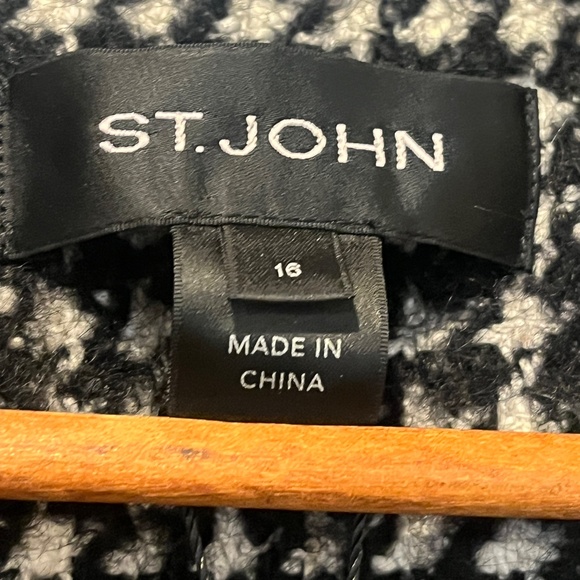 ST. JOHN
16
MADE IN
CHINA